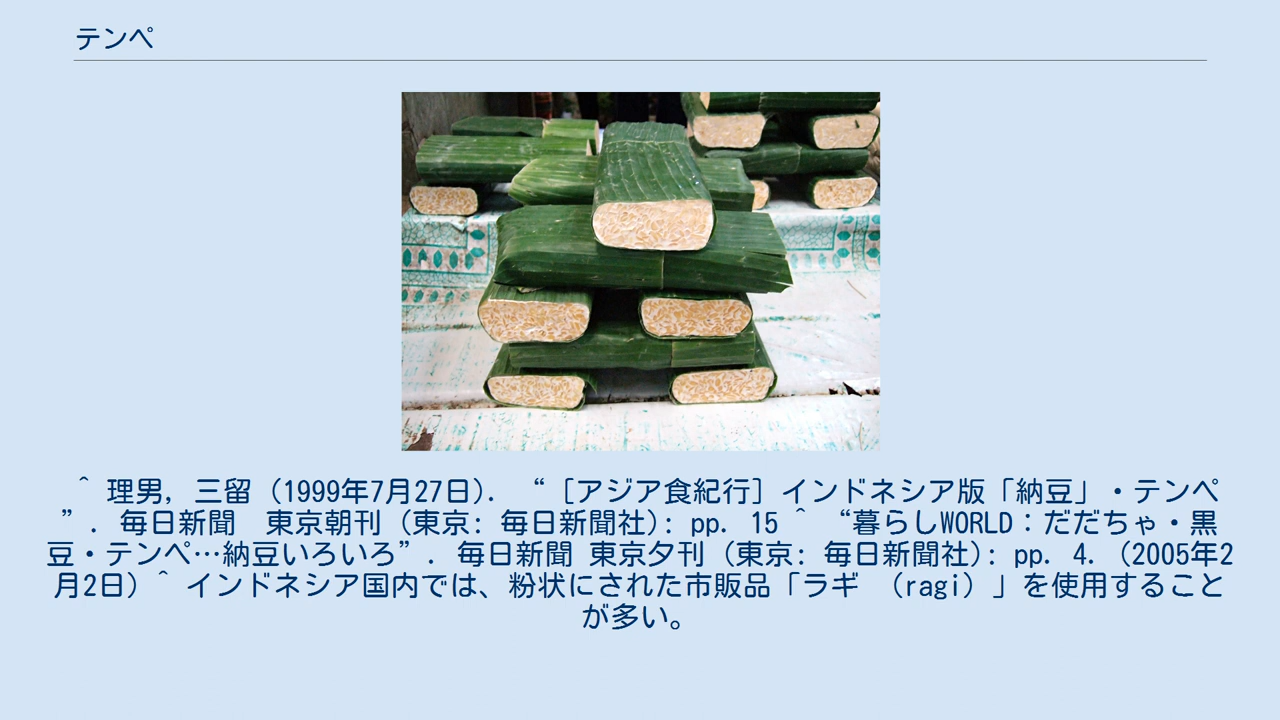 テンペ
^ 理男, 三留 (1999年7月27日). “［アジア食紀行］インドネシア版「納豆」・テンペ
”. 毎日新聞 東京朝刊 (東京: 毎日新聞社): pp. 15 ^ “暮らしWORLD：だだちゃ・黒
豆・テンペ…納豆いろいろ”. 毎日新聞 東京夕刊 (東京: 毎日新聞社): pp. 4. (2005年2
月2日) ^ インドネシア国内では、粉状にされた市販品「ラギ （ragi）」を使用すること
が多い。